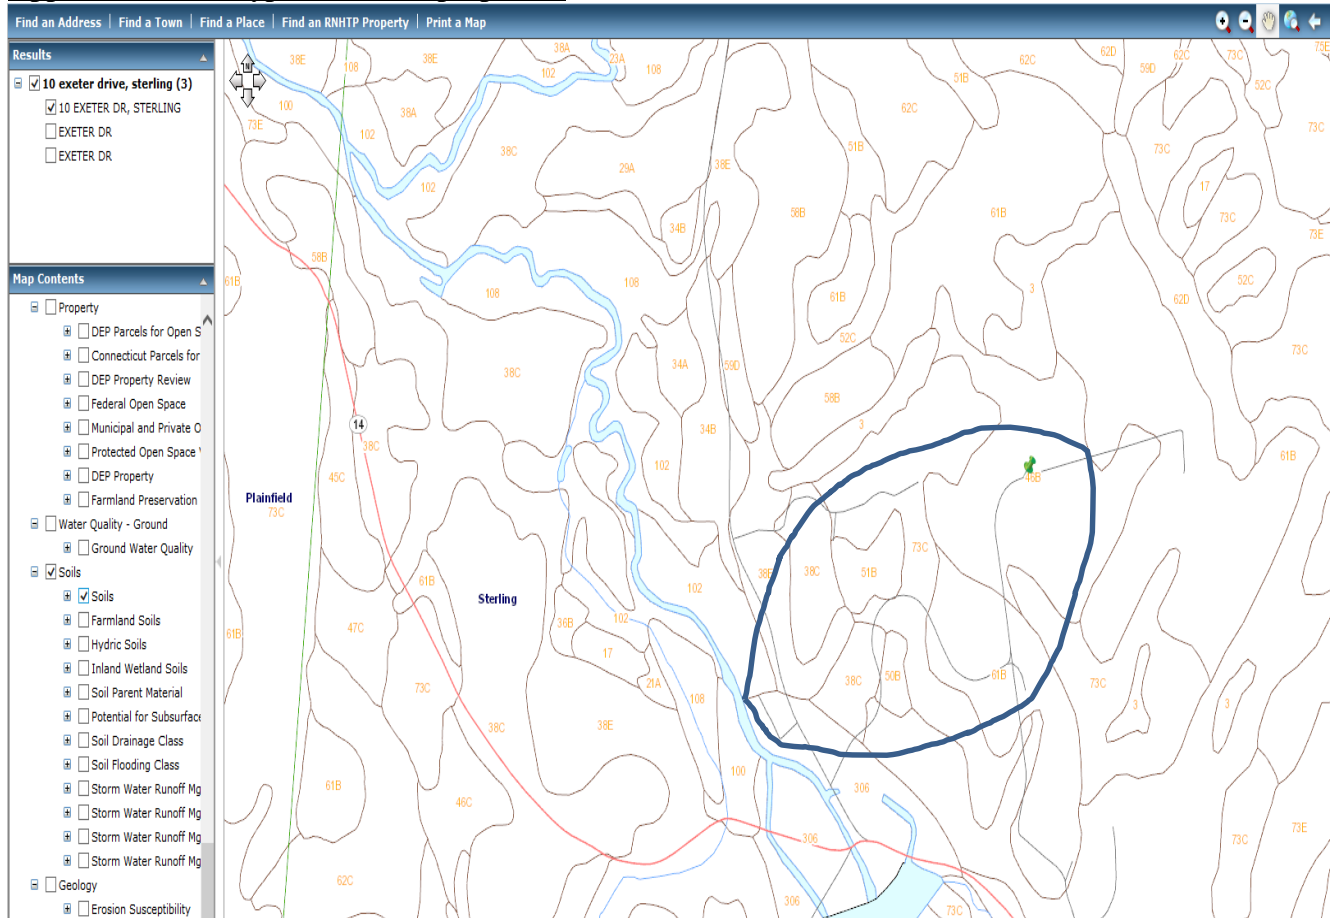 Find an Address | Find a Town | Find a Place | Find an RNHTP Property | Print a Map
Results
10 exeter drive, sterling (3)
10 EXETER DR, STERLING
EXETER DR
EXETER DR
Map Contents
Property
DEP Parcels for Open S
Connecticut Parcels for
DEP Property Review
Federal Open Space
Municipal and Private O
Protected Open Space
DEP Property
Farmland Preservation
Water Quality - Ground
Ground Water Quality
Soils
Soils
Farmland Soils
Hydric Soils
Inland Wetland Soils
Soil Parent Material
Potential for Subsurface
Soil Drainage Class
Soil Flooding Class
Storm Water Runoff Mg
Storm Water Runoff Mg
Storm Water Runoff Mg
Storm Water Runoff Mg
Geology
Erosion Susceptibility
N
38E 108 38E 38A 23A 108 62C 62D 73C 75E
102 51B 59D 62C 52C
100 38A 62C
73E 102 38C 51B 73C 73C
29A 38E
102 17
34B 58B 61B 73C
73E
58B
61B 108 108 3 52C
61B 62D
52C
38C 34A 59D 73C
58B
14 3
38C 34B 61B
45C 102 46B
Plainfield
73C
73C
61B 38E 38C 51B
Sterling 102
47C 36B 102
61B 17
73C 21A 38C 50B 61B 73C
108 3 3
38C 38E
61B 100 306
46C
306 73C 73E
62C
306 73C